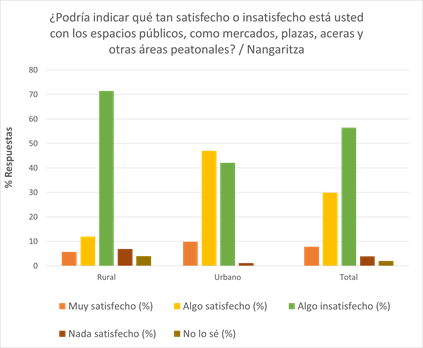 ¿Podría indicar qué tan satisfecho o insatisfecho está usted
con los espacios públicos, como mercados, plazas, aceras y
otras áreas peatonales? / Nangaritza
80
70
60
50
40
30
20
10
0
% Respuestas
Rural Urbano Total
Muy satisfecho (%) Algo satisfecho (%) Algo insatisfecho (%)
Nada satisfecho (%) No lo sé (%)